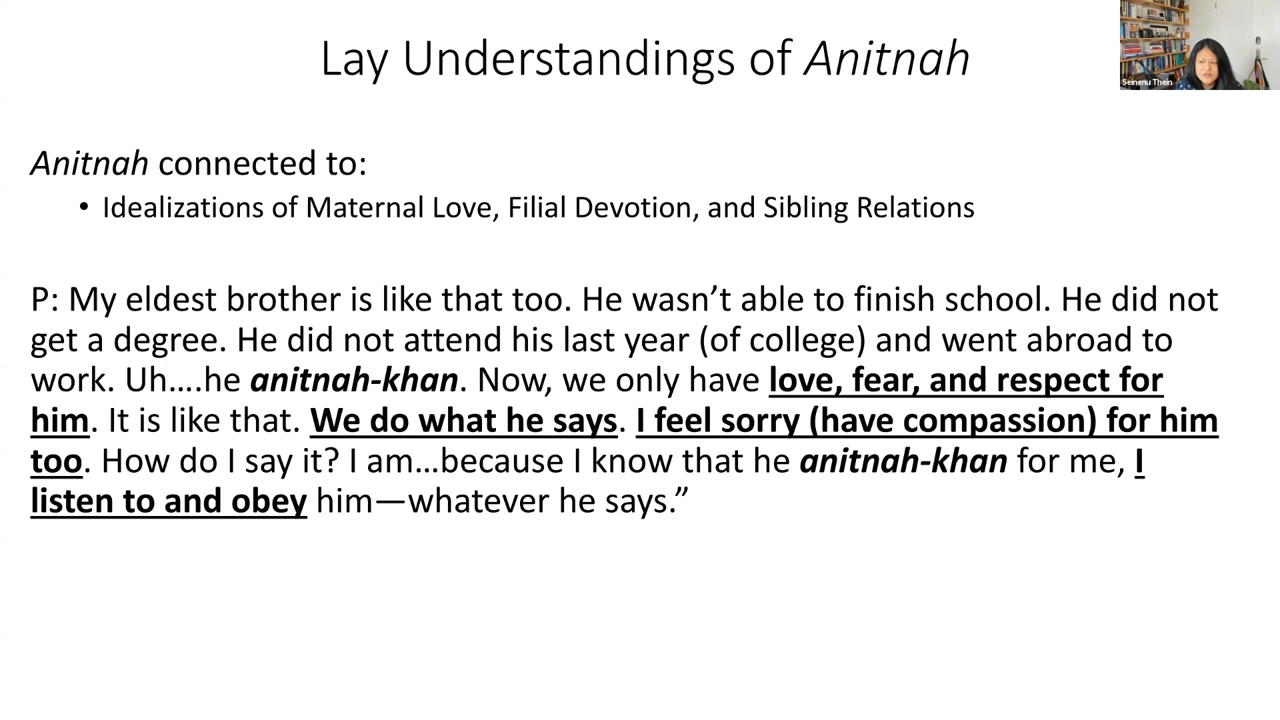 Lay Understandings of Anitnah
Seinenu Thein
Anitnah connected to:
• Idealizations of Maternal Love, Filial Devotion, and Sibling Relations
P: My eldest brother is like that too. He wasn’t able to finish school. He did not
get a degree. He did not attend his last year (of college) and went abroad to
work. Uh….he anitnah-khan. Now, we only have love, fear, and respect for
him. It is like that. We do what he says. I feel sorry (have compassion) for him
too. How do I say it? I am…because I know that he anitnah-khan for me, I
listen to and obey him—whatever he says.”